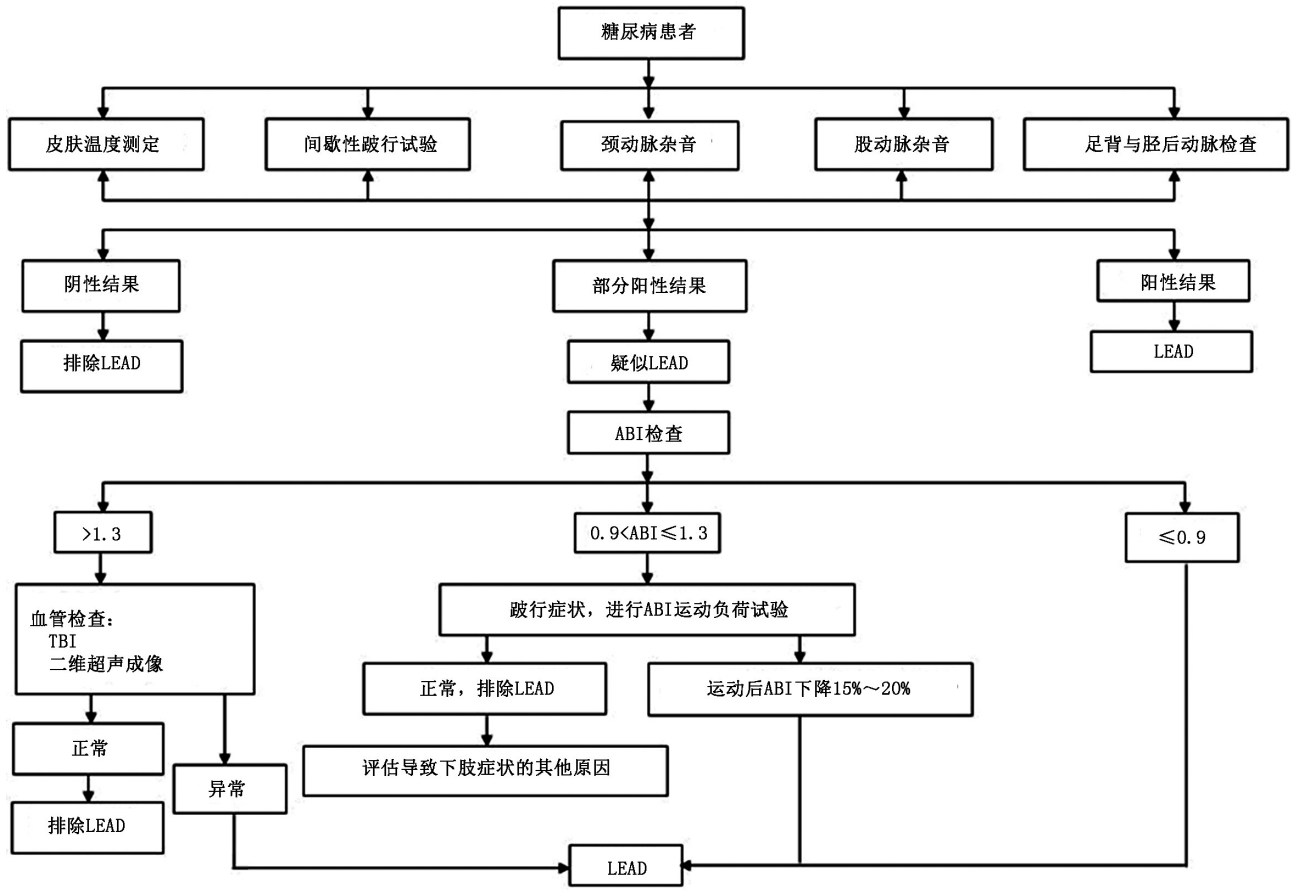 糖尿病患者
皮肤温度测定
间歇性跛行试验
颈动脉杂音
股动脉杂音
足背与胫后动脉检查
阴性结果
部分阳性结果
阳性结果
排除LEAD
疑似LEAD
LEAD
ABI检查
>1.3
0.9<ABI≤1.3
≤0.9
血管检查：
TBI
二维超声成像
跛行症状，进行ABI运动负荷试验
正常，排除LEAD
运动后ABI下降15%～20%
正常
异常
评估导致下肢症状的其他原因
排除LEAD
LEAD